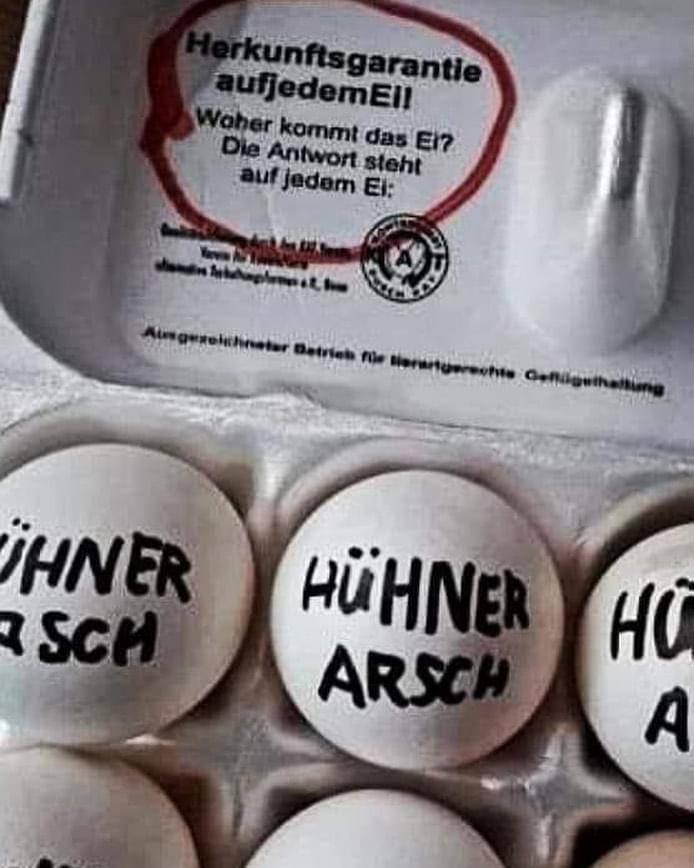 Herkunftsgarantie
aufjedemEi!
Woher kommt das Ei?
Die Antwort steht
auf jedem Ei:
A
Ausgezeichneter Betrieb für tierartgerechte Geflügelhaltung
ÜHNER
SCH
HÜHNER
ARSCH
HÜ
A